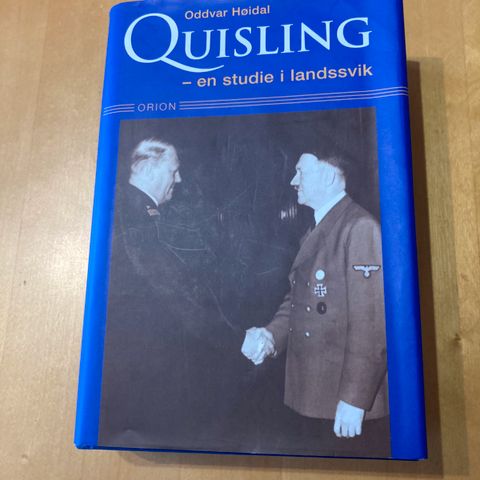 Oddvar Høidal
QUISLING
– en studie i landssvik
ORION